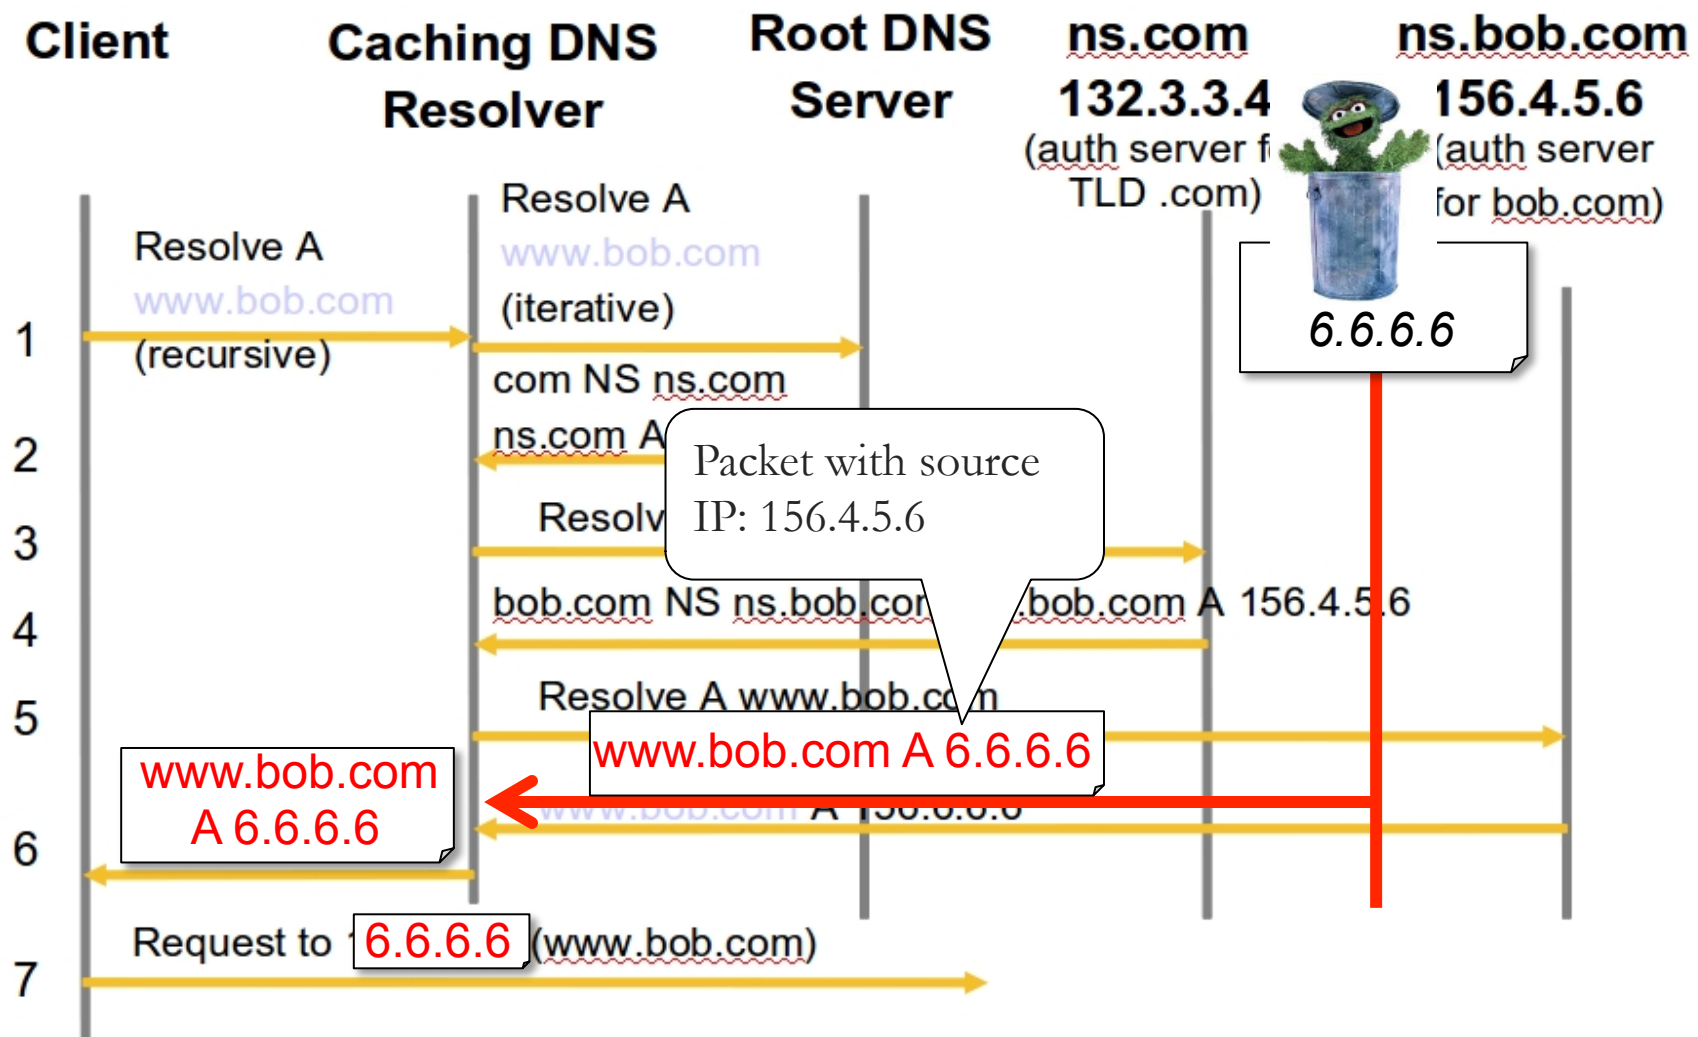 Client
Caching DNS
Resolver
Root DNS
Server
ns.com
132.3.3.4
(auth server
TLD .com)
ns.bob.com
156.4.5.6
(auth server
for bob.com)
6.6.6.6
Resolve A
www.bob.com
(recursive)
Resolve A
www.bob.com
(iterative)
1
com NS ns.com
ns.com A
2
Packet with source
IP: 156.4.5.6
3
4
bob.com NS .bob.com A 156.4.5.6
5
Resolve A www.bob.com
www.bob.com A 6.6.6.6
www.bob.com A
www.bob.com
A 6.6.6.6
6
Request to 6.6.6.6 (www.bob.com)
7